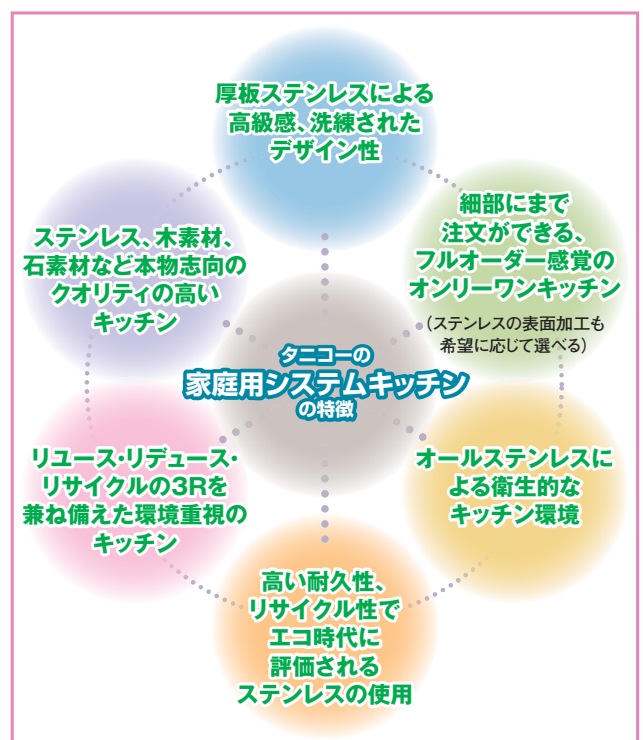 厚板ステンレスによる
高級感、洗練された
デザイン性
細部にまで
注文ができる、
フルオーダー感覚の
オンリーワンキッチン
(ステンレスの表面加工も
希望に応じて選べる)
ステンレス、木素材、
石素材など本物志向の
クオリティの高い
キッチン
タニコーの
家庭用システムキッチン
の特徴
リユース・リデュース・
リサイクルの3Rを
兼ね備えた環境重視の
キッチン
オールステンレスに
よる衛生的な
キッチン環境
高い耐久性、
リサイクル性で
エコ時代に
評価される
ステンレスの使用